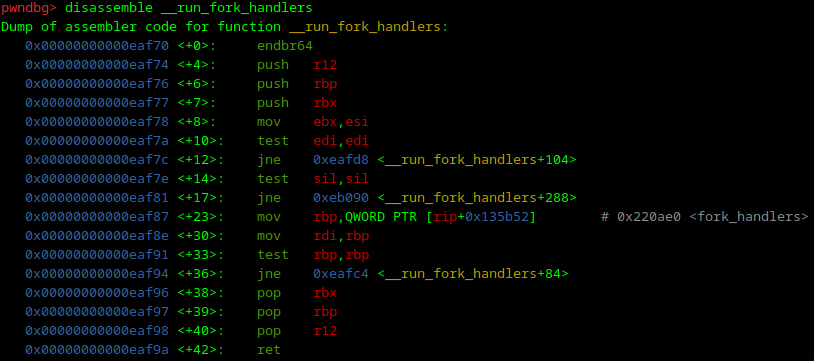 pwndbg> disassemble __run_fork_handlers
Dump of assembler code for function __run_fork_handlers:
   0x00000000000eaf70 <+0>:     endbr64
   0x00000000000eaf74 <+4>:     push   r12
   0x00000000000eaf76 <+6>:     push   rbp
   0x00000000000eaf77 <+7>:     push   rbx
   0x00000000000eaf78 <+8>:     mov    ebx,esi
   0x00000000000eaf7a <+10>:    test   edi,edi
   0x00000000000eaf7c <+12>:    jne    0xeafd8 <__run_fork_handlers+104>
   0x00000000000eaf7e <+14>:    test   sil,sil
   0x00000000000eaf81 <+17>:    jne    0xeb090 <__run_fork_handlers+288>
   0x00000000000eaf87 <+23>:    mov    rbp,QWORD PTR [rip+0x135b52]        # 0x220ae0 <fork_handlers>
   0x00000000000eaf8e <+30>:    mov    rdi,rbp
   0x00000000000eaf91 <+33>:    test   rbp,rbp
   0x00000000000eaf94 <+36>:    jne    0xeafc4 <__run_fork_handlers+84>
   0x00000000000eaf96 <+38>:    pop    rbx
   0x00000000000eaf97 <+39>:    pop    rbp
   0x00000000000eaf98 <+40>:    pop    r12
   0x00000000000eaf9a <+42>:    ret